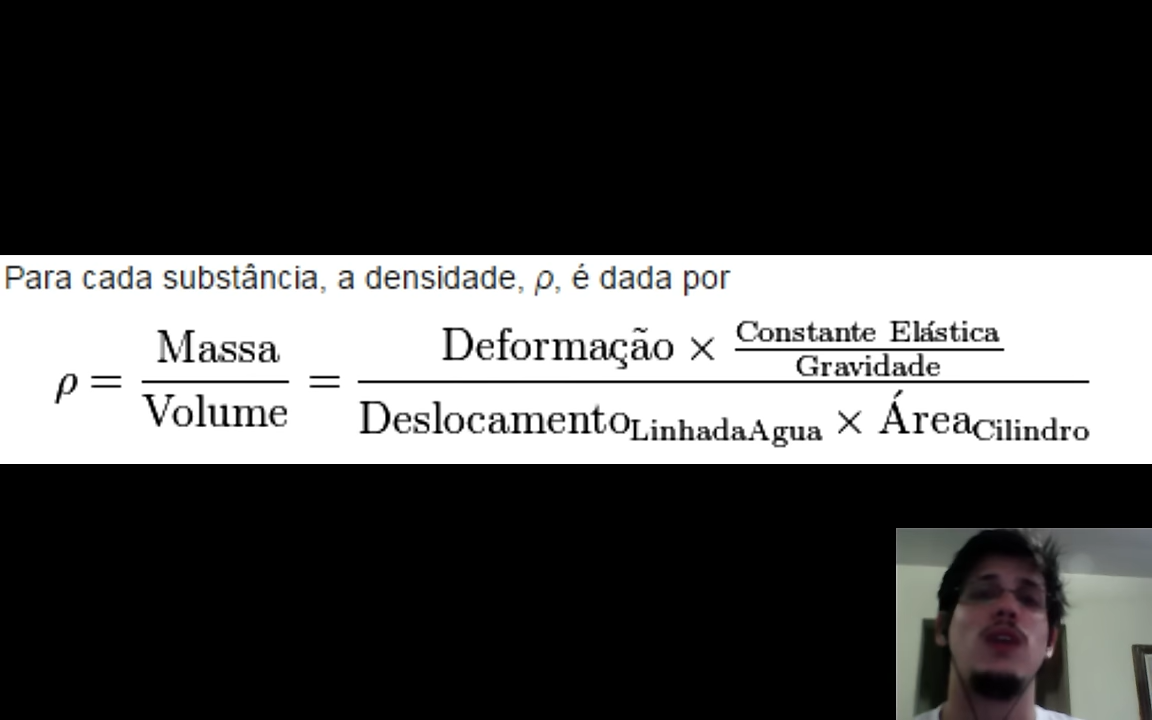 Para cada substância, a densidade, ρ, é dada por
ρ = Massa / Volume = Deformação × Constante Elástica / Gravidade / Deslocamento_LinhadaAgua × Área_Cilindro